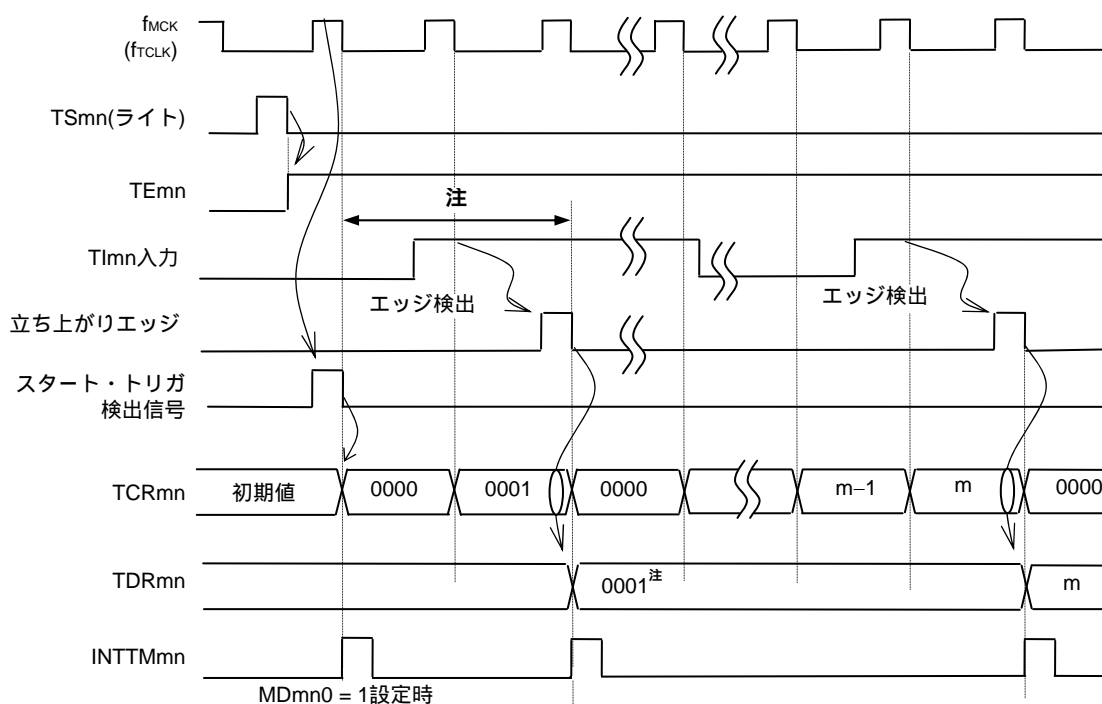 fMCK
(fTCLK)
TSmn(ライト)
TEmn
注
TImn入力
エッジ検出
エッジ検出
立ち上がりエッジ
スタート・トリガ
検出信号
TCRmn
初期値
0000
0001
0000
m−1
m
0000
TDRmn
0001注
m
INTTMmn
MDmn0 = 1設定時